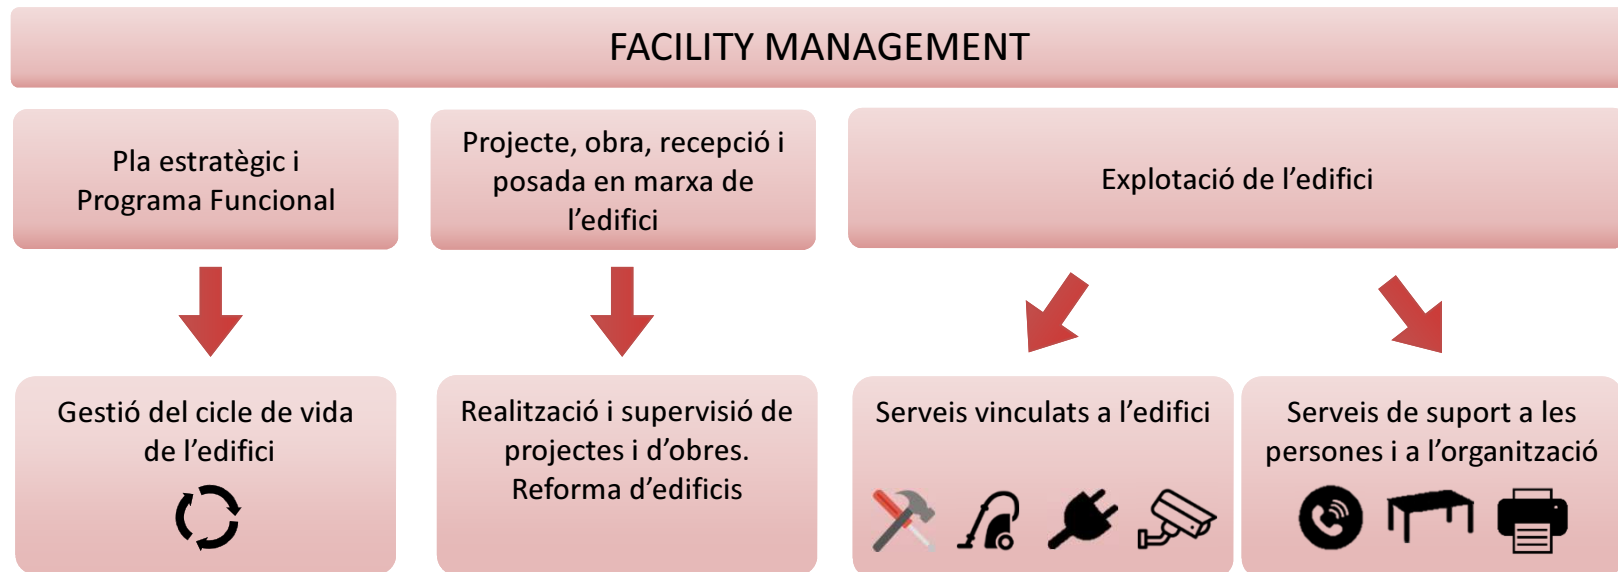 FACILITY MANAGEMENT
Pla estratègic i
Programa Funcional
Projecte, obra, recepció i
posada en marxa de
l’edifici
Explotació de l’edifici
Gestió del cicle de vida
de l’edifici
Realització i supervisió de
projectes i d’obres.
Reforma d’edificis
Serveis vinculats a l’edifici
Serveis de suport a les
persones i a l’organització